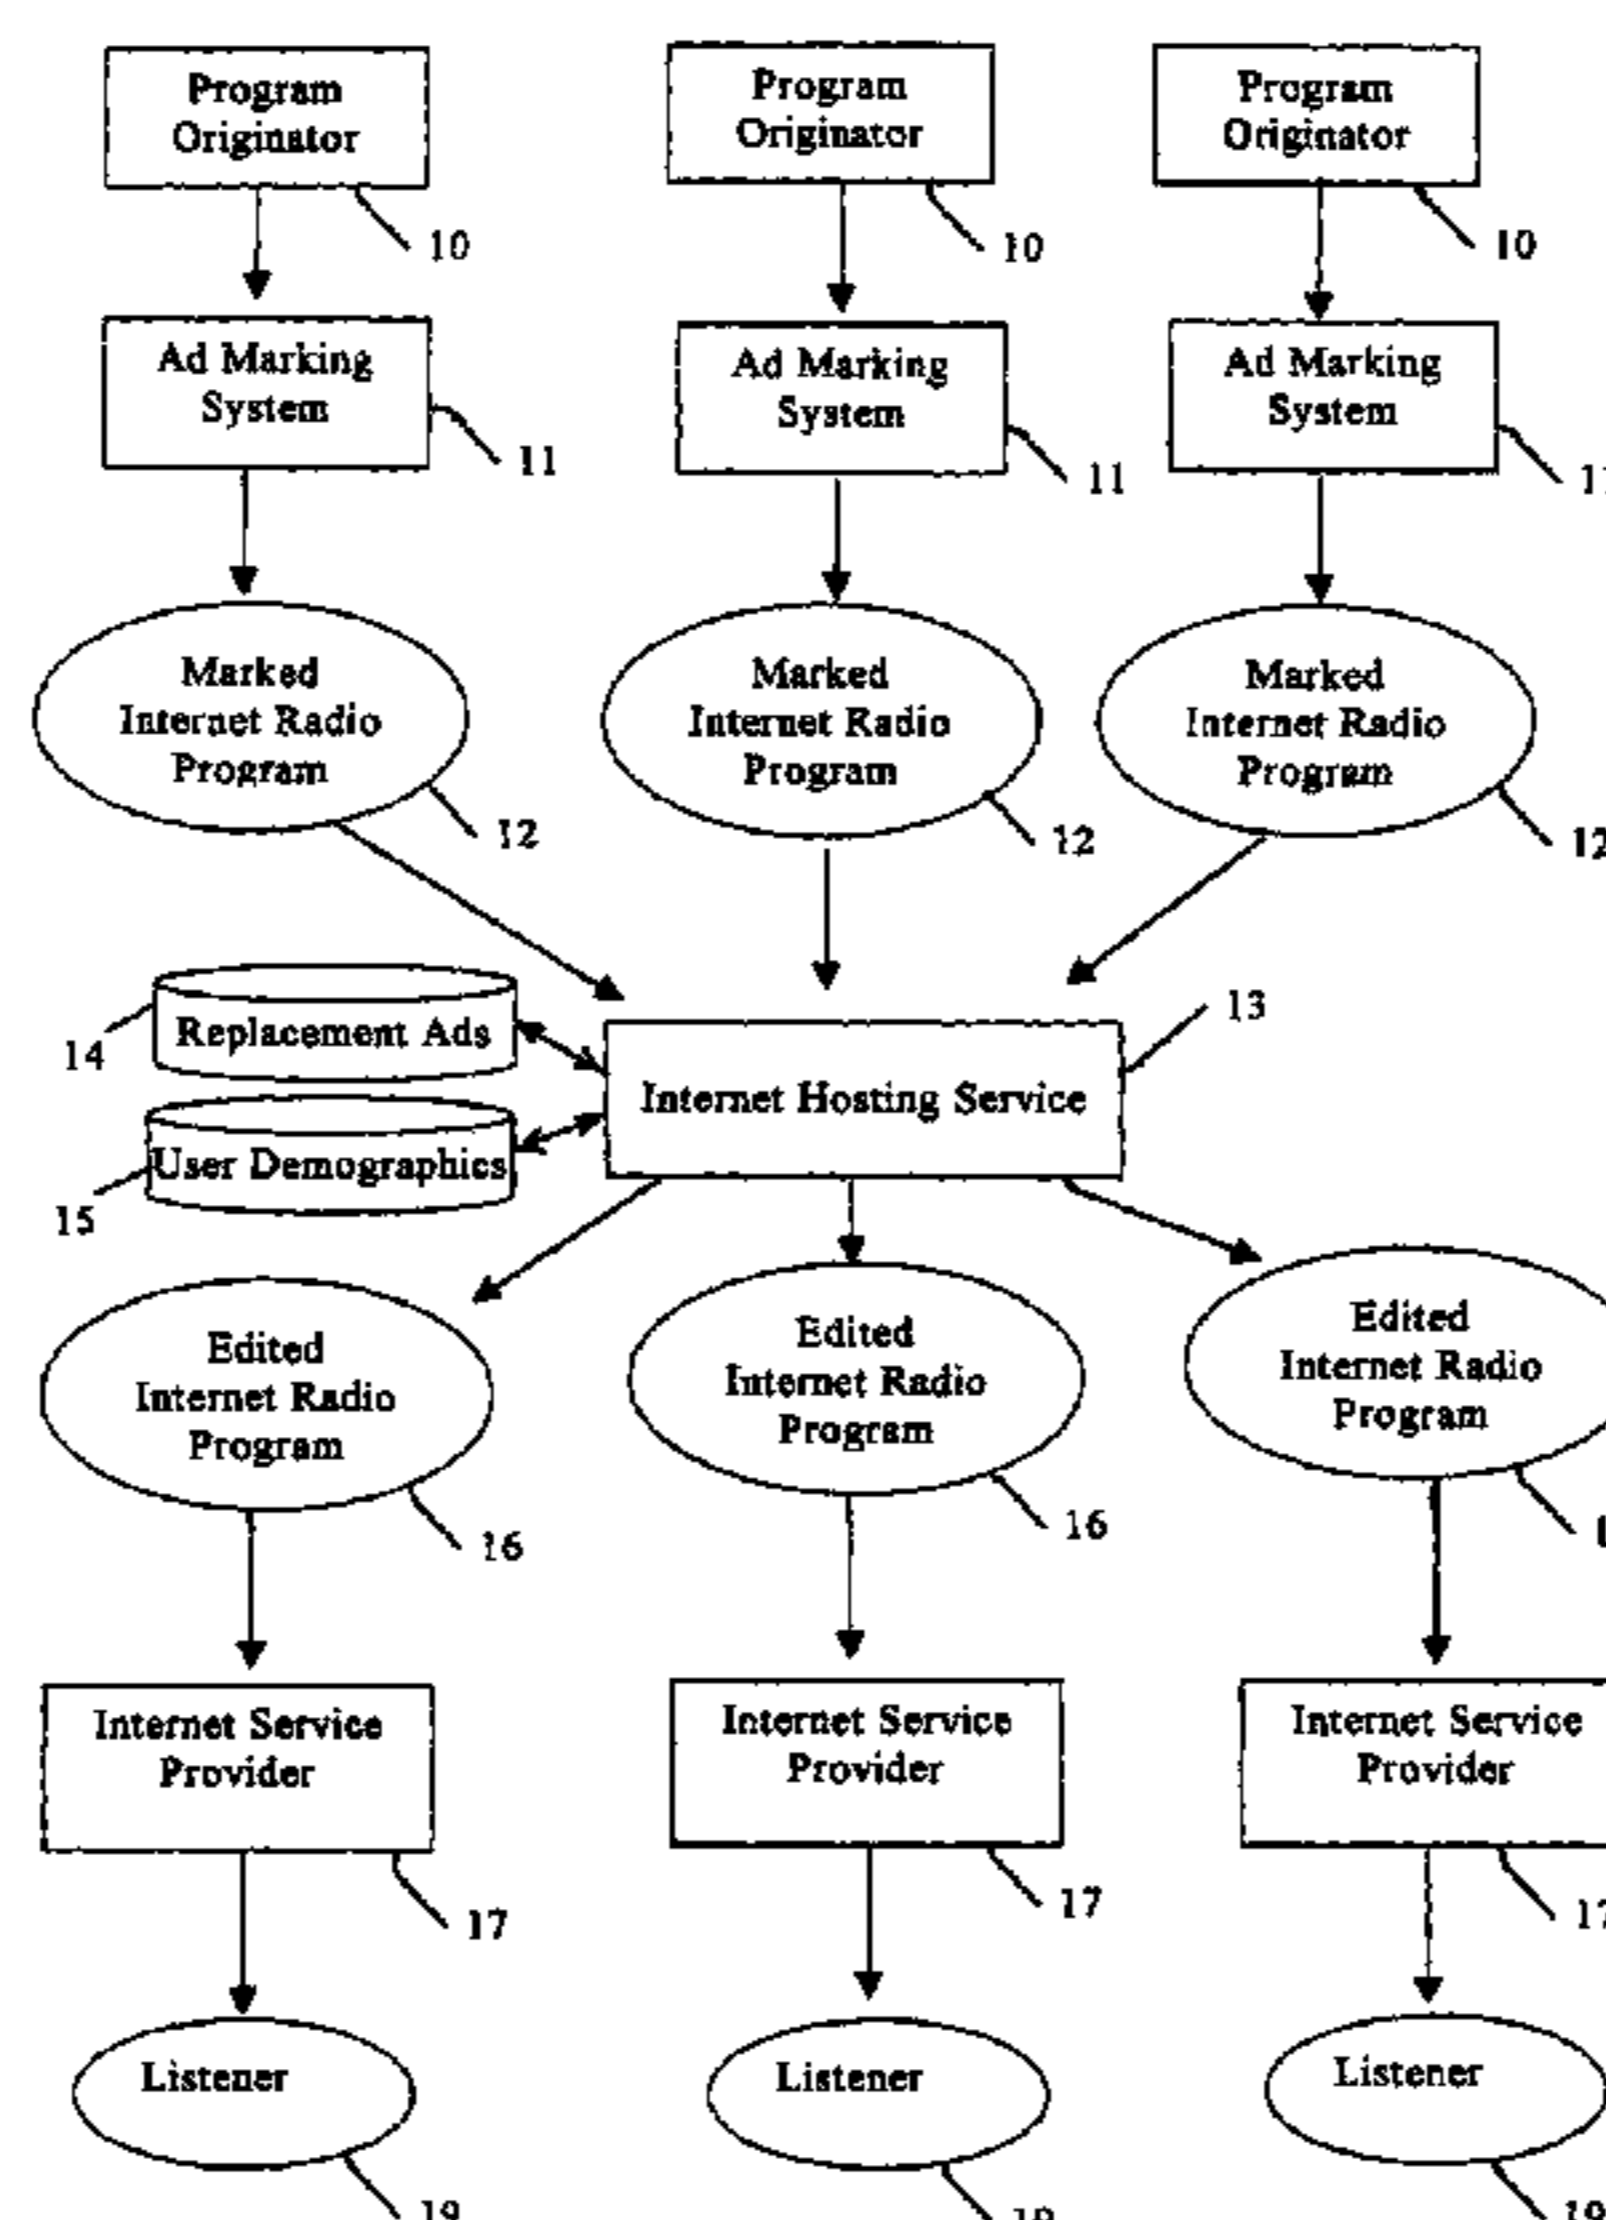 Program
Originator
Program
Originator
Program
Originator
10
10
10
Ad Marking
System
Ad Marking
System
Ad Marking
System
11
11
Marked
Internet Radio
Program
Marked
Internet Radio
Program
Marked
Internet Radio
Program
12
12
12
13
Replacement Ads
14
Internet Hosting Service
User Demographics
15
Edited
Internet Radio
Program
Edited
Internet Radio
Program
Edited
Internet Radio
Program
16
16
Internet Service
Provider
Internet Service
Provider
Internet Service
Provider
17
17
17
Listener
Listener
Listener
19
19
19